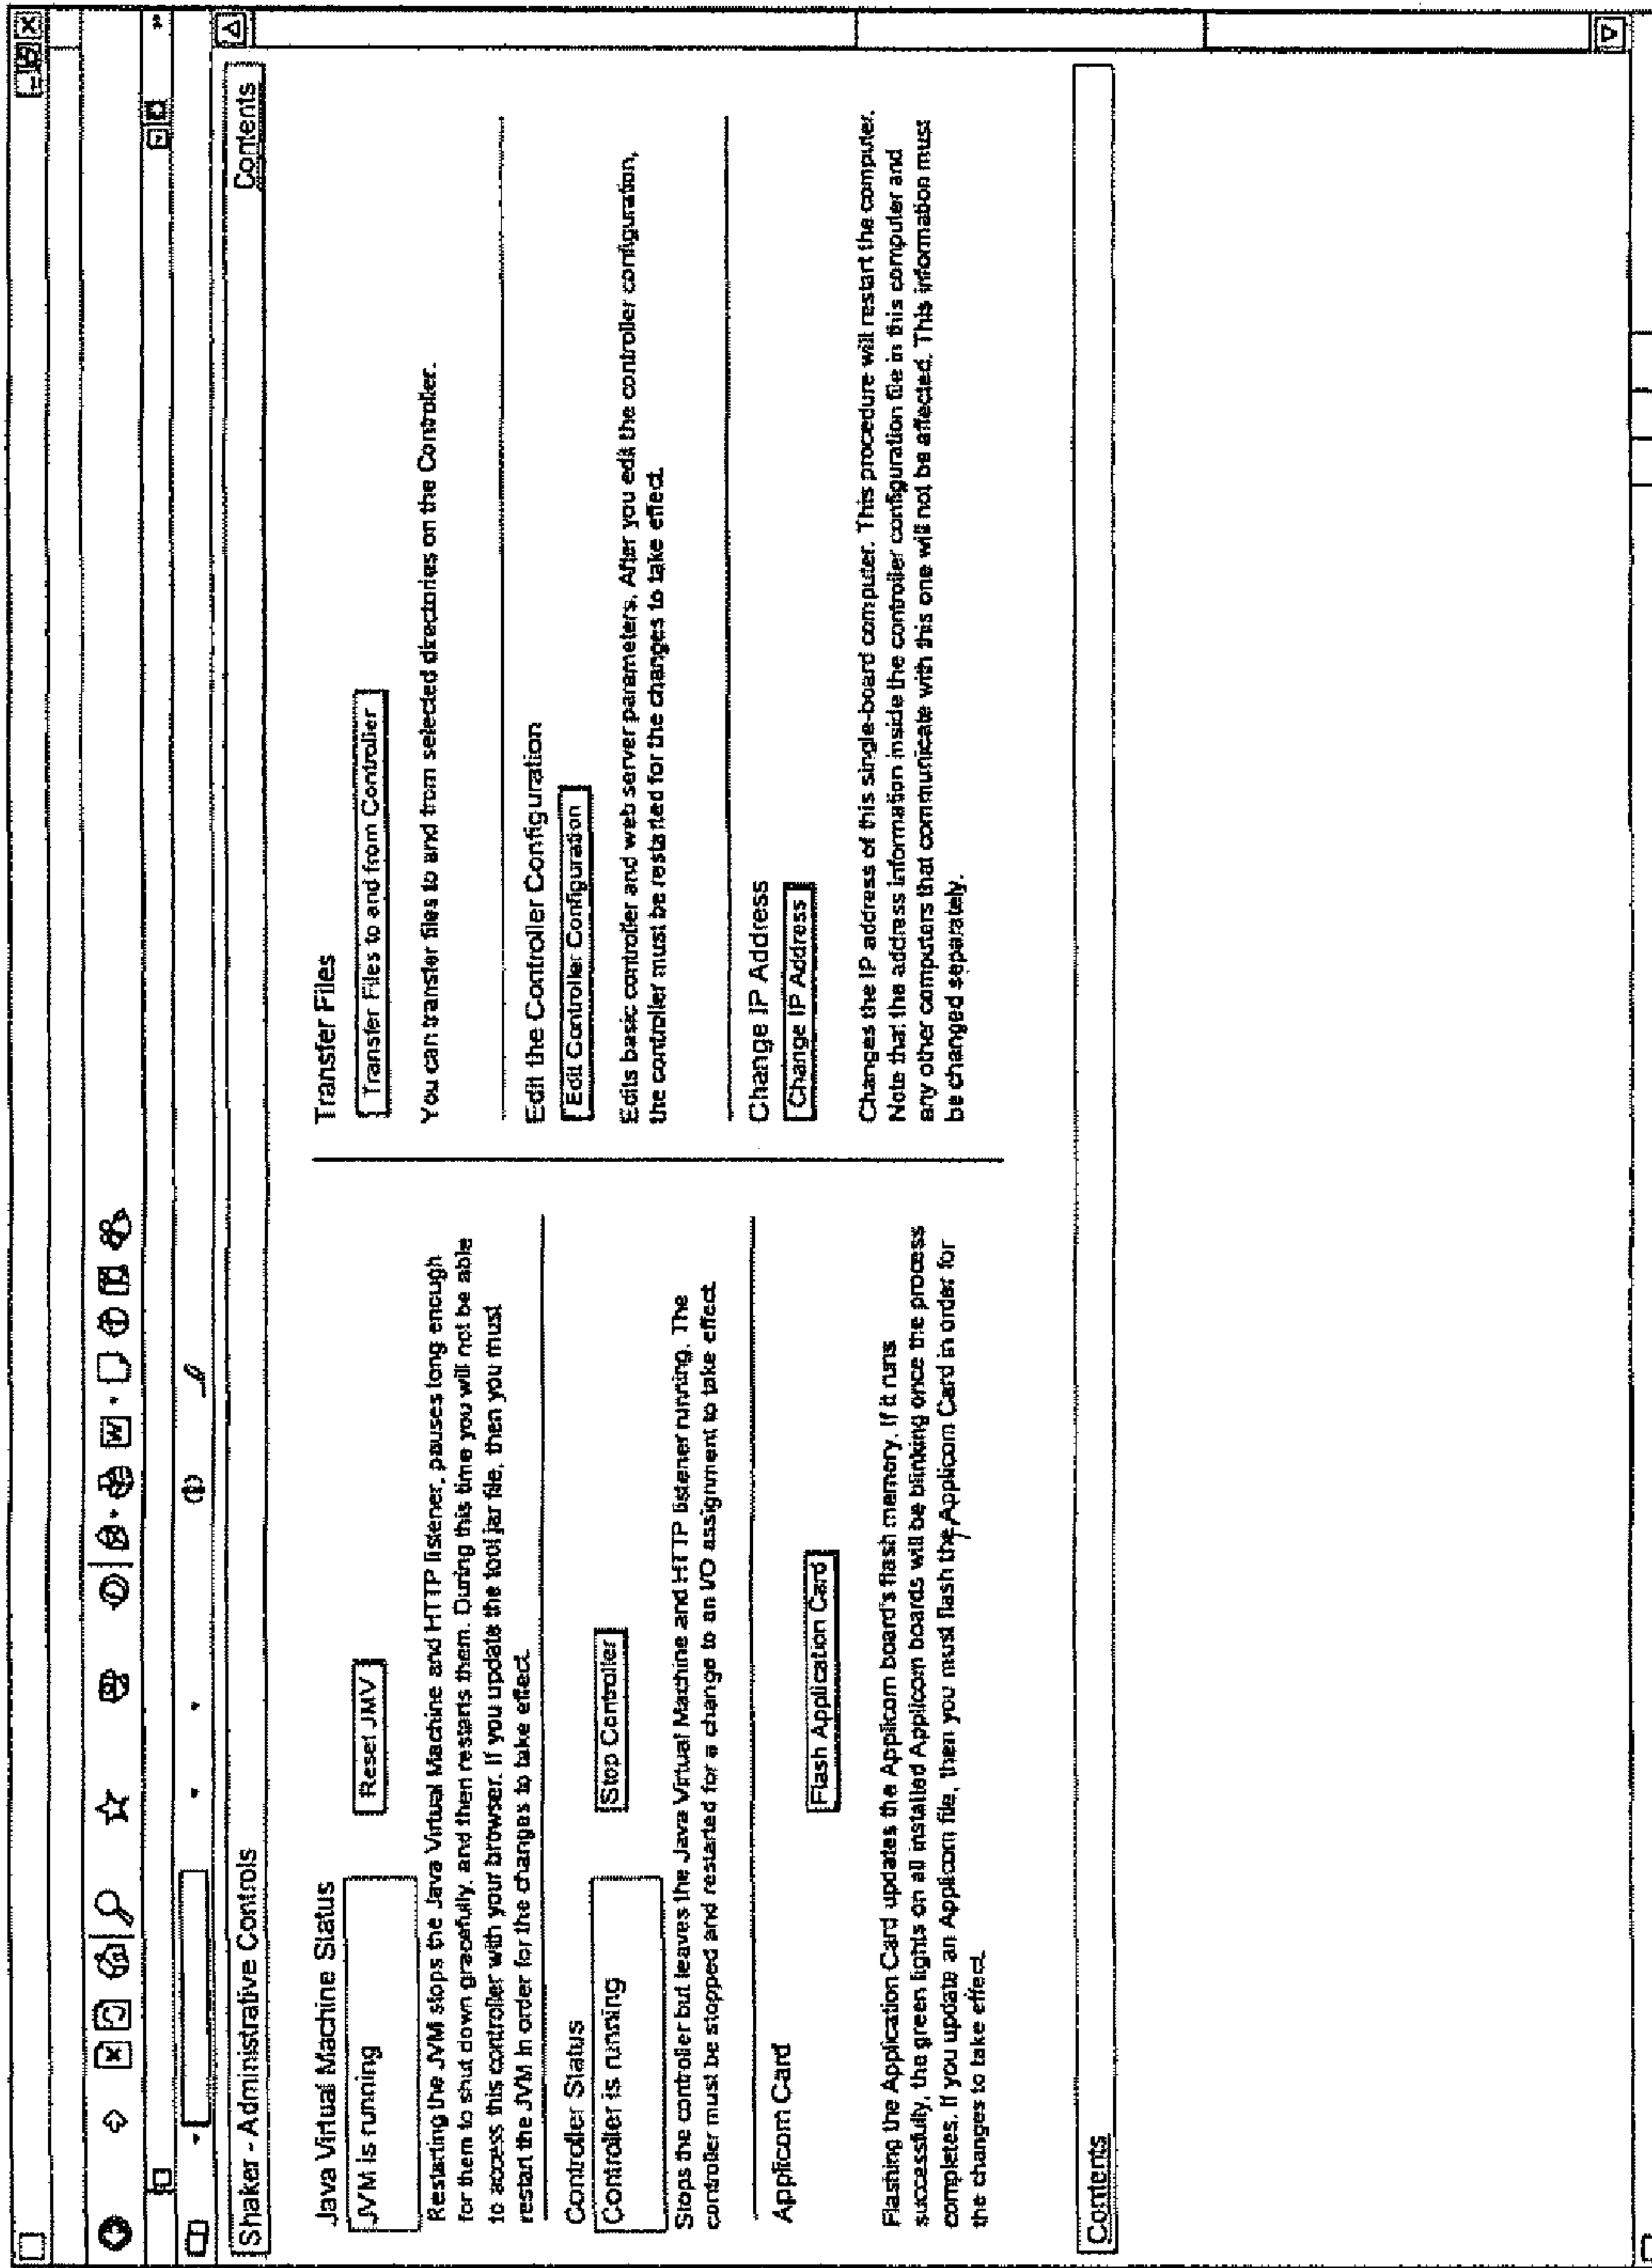 Shaker - Administrative Controls
Contents
Java Virtual Machine Status
JVM is running
Reset JMV
Restarting the JVM stops the Java Virtual Machine and HTTP listener, pauses long enough
for them to shut down gracefully, and then restarts them. During this time you will not be able
to access this controller with your browser. If you update the tool jar file, then you must
restart the JVM in order for the changes to take effect.
Controller Status
Controller is running
Stop Controller
Stops the controller but leaves the Java Virtual Machine and HTTP listener running. The
controller must be stopped and restarted for a change to an I/O assignment to take effect.
Applicom Card
Flash Application Card
Flashing the Application Card updates the Applicom board's flash memory. If it runs
successfully, the green lights on all installed Applicom boards will be blinking once the process
completes. If you update an Applicom file, then you must flash the Applicom Card in order for
the changes to take effect.
Transfer Files
Transfer Files to and from Controller
You can transfer files to and from selected directories on the Controller.
Edit the Controller Configuration
Edit Controller Configuration
Edits basic controller and web server parameters. After you edit the controller configuration,
the controller must be restarted for the changes to take effect.
Change IP Address
Change IP Address
Changes the IP address of this single-board computer. This procedure will restart the computer.
Note that the address information inside the controller configuration file in this computer and
any other computers that communicate with this one will not be affected. This information must
be changed separately.
Contents